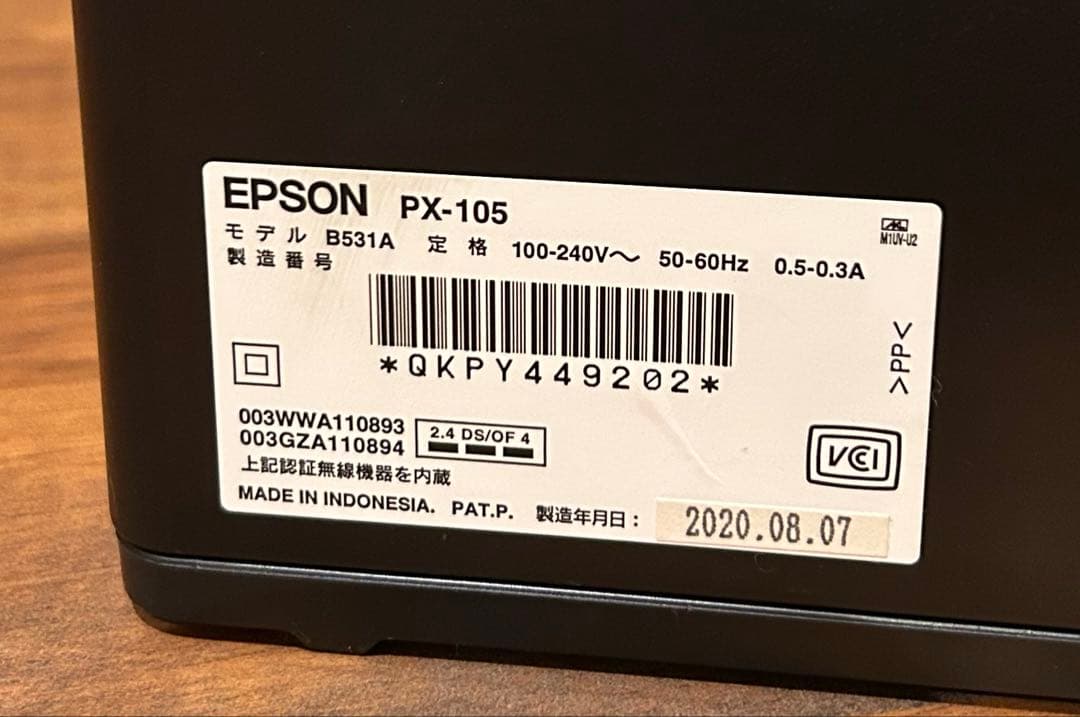 EPSON PX-105
M1UV-U2
モデル B531A 定格 100-240V～ 50-60Hz 0.5-0.3A
製造番号
*QKPY449202*
>PP<
003WWA110893
003GZA110894
2.4 DS/OF 4
上記認証無線機器を内蔵
VCCI
MADE IN INDONESIA. PAT.P. 製造年月日: 2020.08.07